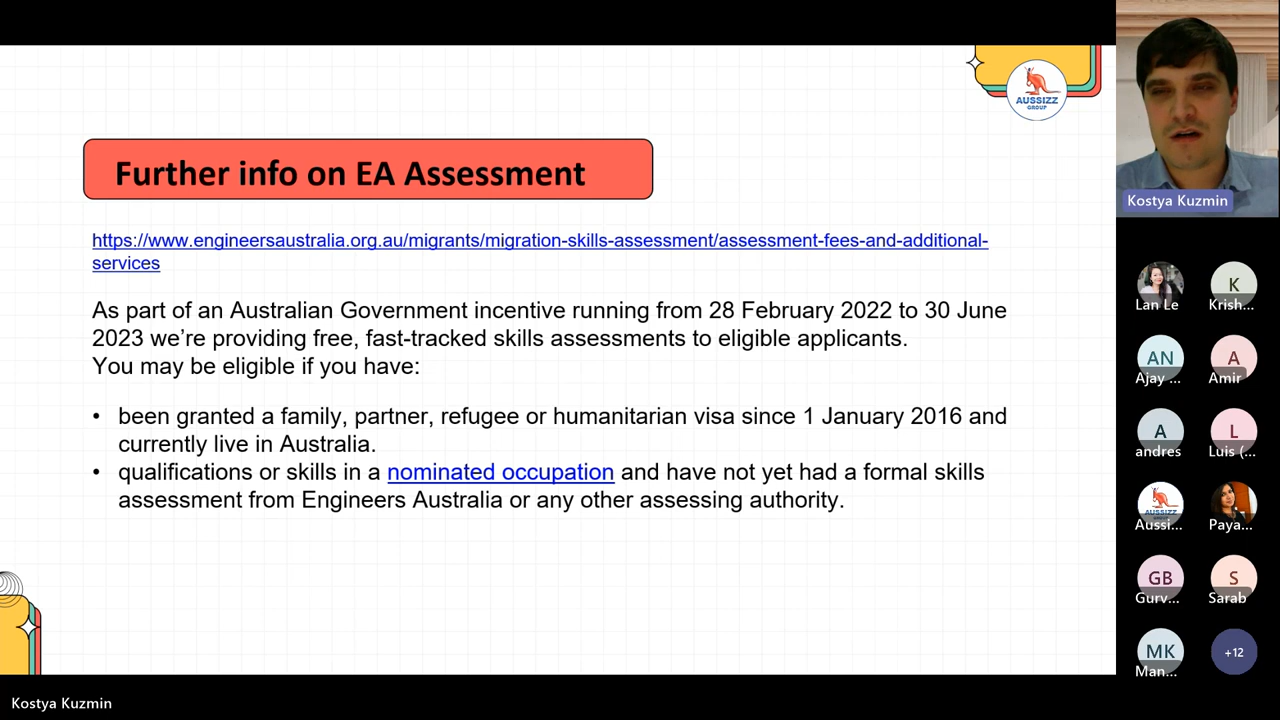 AUSSIZZ
GROUP
Further info on EA Assessment
https://www.engineersaustralia.org.au/migrants/migration-skills-assessment/assessment-fees-and-additional-
services
As part of an Australian Government incentive running from 28 February 2022 to 30 June
2023 we’re providing free, fast-tracked skills assessments to eligible applicants.
You may be eligible if you have:
• been granted a family, partner, refugee or humanitarian visa since 1 January 2016 and
currently live in Australia.
• qualifications or skills in a nominated occupation and have not yet had a formal skills
assessment from Engineers Australia or any other assessing authority.
Kostya Kuzmin
Lan Le
K
Krish...
AN
Ajay ...
A
Amir
A
andres
L
Luis (...
AUSSIZZ
Aussi...
Paya...
GB
Gurv...
S
Sarab
MK
Man...
+12
Kostya Kuzmin